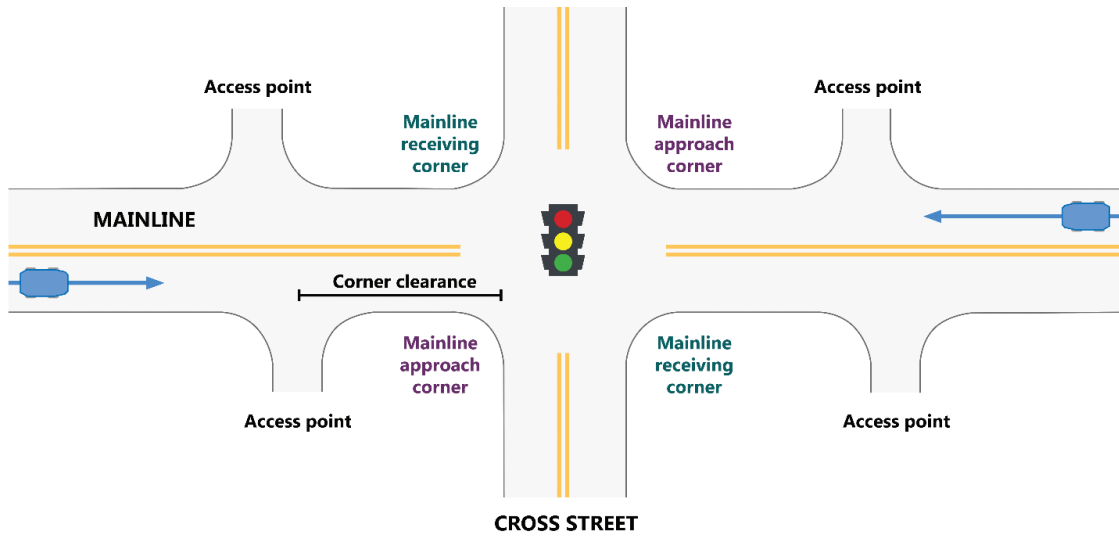 Access point
Access point
Mainline
receiving
corner
Mainline
approach
corner
MAINLINE
Corner clearance
Mainline
approach
corner
Mainline
receiving
corner
Access point
Access point
CROSS STREET